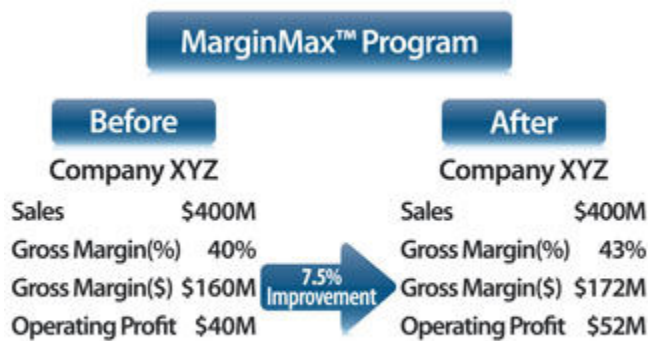 MarginMax™ Program
Before
Company XYZ
Sales $400M
Gross Margin(%) 40%
Gross Margin($) $160M
Operating Profit $40M
7.5%
Improvement
After
Company XYZ
Sales $400M
Gross Margin(%) 43%
Gross Margin($) $172M
Operating Profit $52M